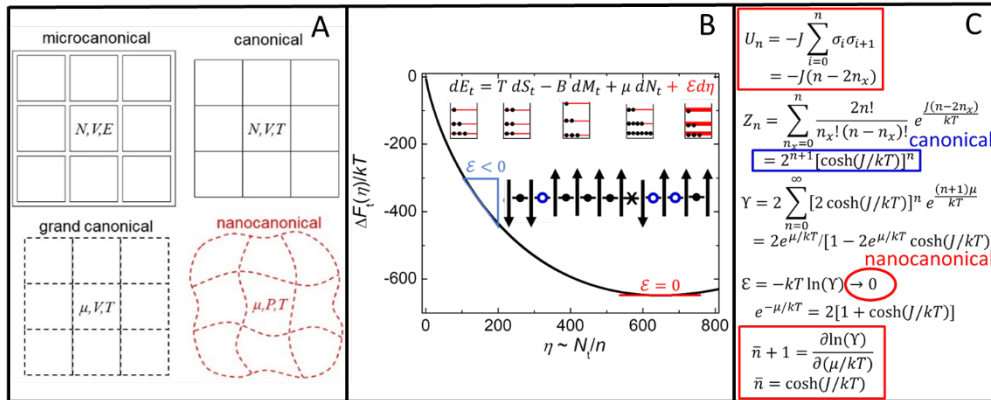 A
microcanonical
canonical
N,V,E
N,V,T
grand canonical
nanocanonical
μ,V,T
μ,P,T
B
dE_t = T dS_t − B dM_t + μ dN_t + ℰdη
0
-200
-400
-600
ΔF_t(η)/kT
ℰ < 0
ℰ = 0
0 200 400 600 800
η ~ N_t/n
C
U_n = −J ∑_{i=0}^{n} σ_i σ_{i+1}
= −J(n − 2n_x)
Z_n = ∑_{n_x=0}^{n} 2n!/(n_x! (n − n_x)!) e^{J(n−2n_x)/kT}
canonical
= 2^{n+1} [cosh(J/kT)]^n
Υ = 2 ∑_{n=0}^{∞} [2 cosh(J/kT)]^n e^{(n+1)μ/kT}
= 2e^{μ/kT}/[1 − 2e^{μ/kT} cosh(J/kT)]
nanocanonical
ℰ = −kT ln(Υ) → 0
e^{−μ/kT} = 2[1 + cosh(J/kT)]
n̄ + 1 = ∂ln(Υ)/∂(μ/kT)
n̄ = cosh(J/kT)